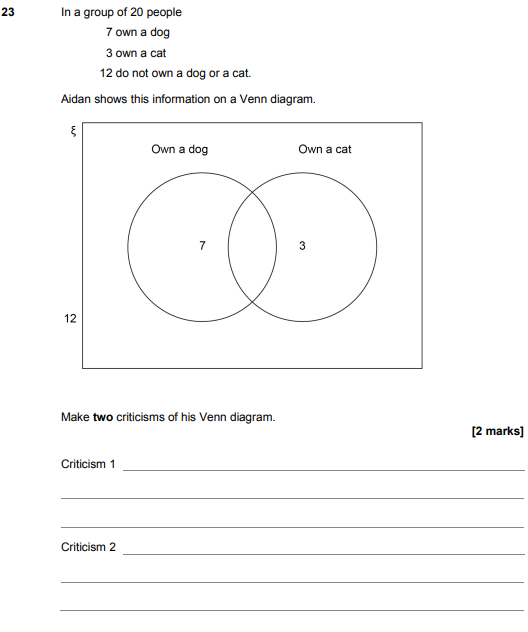 23 In a group of 20 people
7 own a dog
3 own a cat
12 do not own a dog or a cat.
Aidan shows this information on a Venn diagram.
ξ
Own a dog Own a cat
7 3
12
Make two criticisms of his Venn diagram.
[2 marks]
Criticism 1
Criticism 2